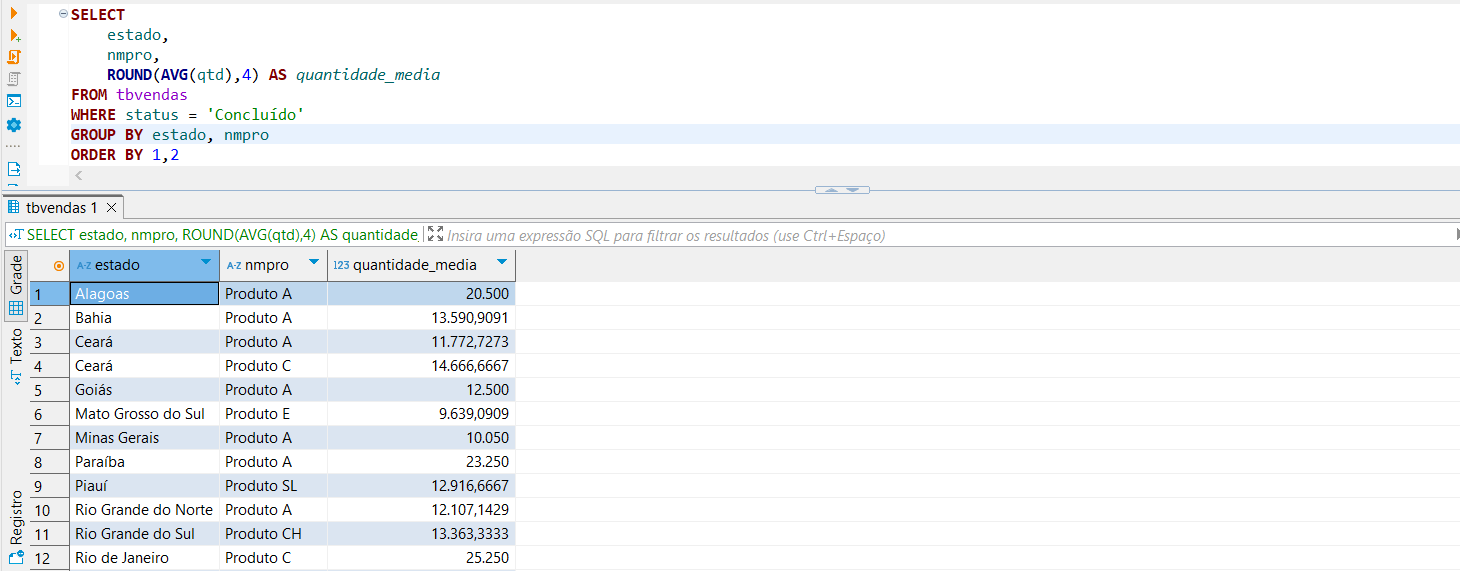 SELECT
estado,
nmpro,
ROUND(AVG(qtd),4) AS quantidade_media
FROM tbvendas
WHERE status = 'Concluído'
GROUP BY estado, nmpro
ORDER BY 1,2
tbvendas 1
SELECT estado, nmpro, ROUND(AVG(qtd),4) AS quantidade Insira uma expressão SQL para filtrar os resultados (use Ctrl+Espaço)
Grade
Texto
Registro
A-Z estado A-Z nmpro 123 quantidade_media
1 Alagoas Produto A 20.500
2 Bahia Produto A 13.590,9091
3 Ceará Produto A 11.772,7273
4 Ceará Produto C 14.666,6667
5 Goiás Produto A 12.500
6 Mato Grosso do Sul Produto E 9.639,0909
7 Minas Gerais Produto A 10.050
8 Paraíba Produto A 23.250
9 Piauí Produto SL 12.916,6667
10 Rio Grande do Norte Produto A 12.107,1429
11 Rio Grande do Sul Produto CH 13.363,3333
12 Rio de Janeiro Produto C 25.250